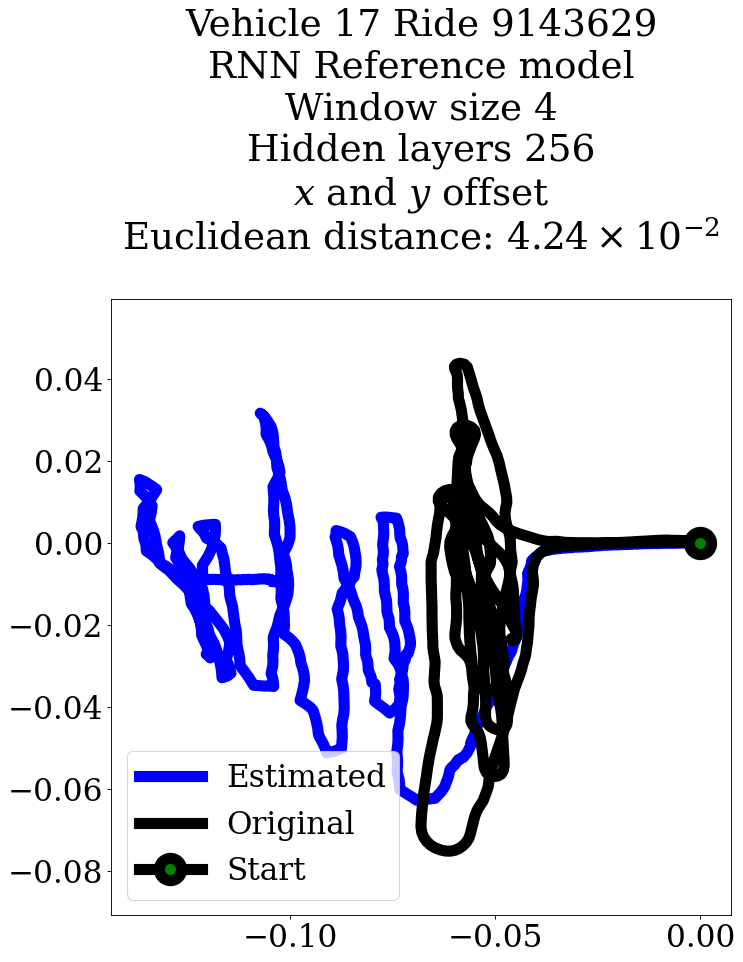 Vehicle 17 Ride 9143629
RNN Reference model
Window size 4
Hidden layers 256
x and y offset
Euclidean distance: 4.24 × 10⁻²
0.04
0.02
0.00
−0.02
−0.04
−0.06
−0.08
Estimated
Original
Start
−0.10
−0.05
0.00